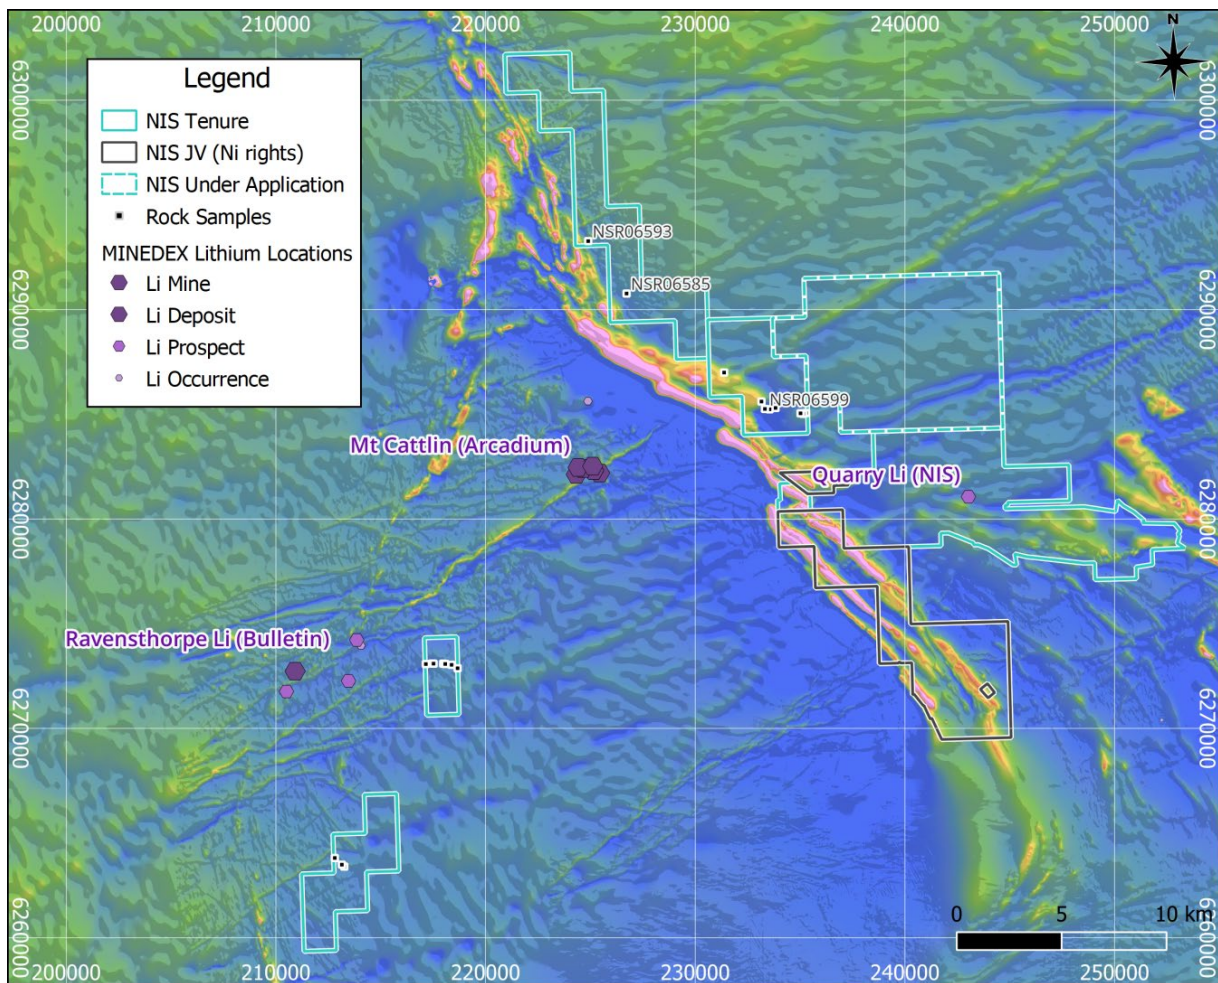 200000 210000 220000 230000 240000 250000
N
6300000 6300000
Legend
NIS Tenure
NIS JV (Ni rights)
NIS Under Application
Rock Samples
MINEDEX Lithium Locations
Li Mine
Li Deposit
Li Prospect
Li Occurrence
NSR06593
NSR06585
6290000 6290000
NSR06599
Mt Cattlin (Arcadium)
Quarry Li (NIS)
6280000 6280000
Ravensthorpe Li (Bulletin)
6270000 6270000
6260000 6260000
0 5 10 km
200000 210000 220000 230000 240000 250000